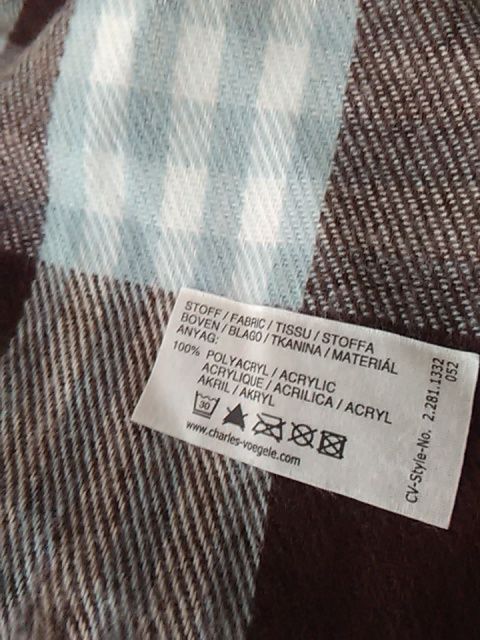 STOFF / FABRIC / TISSU / STOFFA
BOVEN / BLAGO / TKANINA / MATERIÁL
ANYAG:
100% POLYACRYL / ACRYLIC
ACRYLIQUE / ACRILICA / ACRYL
AKRIL / AKRYL
30
www.charles-voegele.com
CV-Style-No. 2.281.1332
052